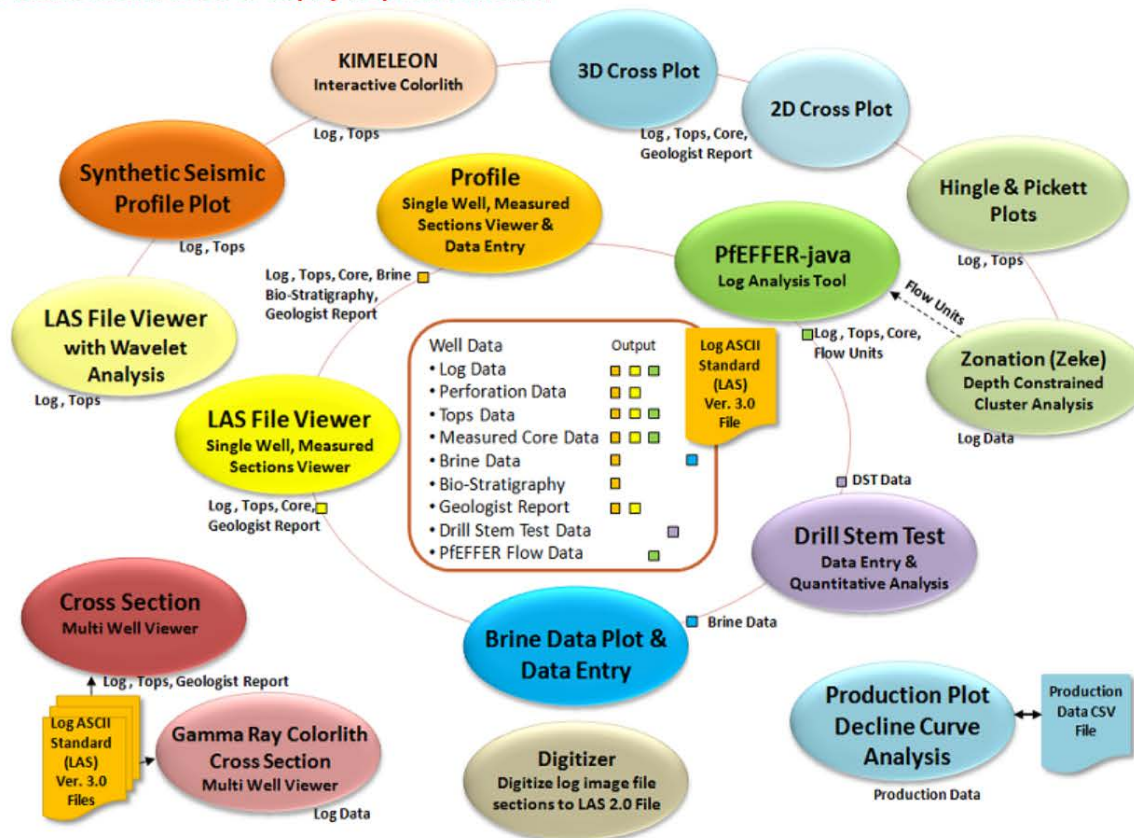 KIMELEON
Interactive Colorlith
Log , Tops
3D Cross Plot
Log , Tops, Core,
Geologist Report
2D Cross Plot
Synthetic Seismic
Profile Plot
Log , Tops
Profile
Single Well, Measured
Sections Viewer &
Data Entry
Log , Tops, Core, Brine
Bio-Stratigraphy,
Geologist Report
Hingle & Pickett
Plots
Log , Tops
PfEFFER-java
Log Analysis Tool
Log , Tops, Core,
Flow Units
Flow Units
LAS File Viewer
with Wavelet
Analysis
Log , Tops
Zonation (Zeke)
Depth Constrained
Cluster Analysis
Log Data
LAS File Viewer
Single Well, Measured
Sections Viewer
Log , Tops, Core,
Geologist Report
Well Data Output
• Log Data
• Perforation Data
• Tops Data
• Measured Core Data
• Brine Data
• Bio-Stratigraphy
• Geologist Report
• Drill Stem Test Data
• PfEFFER Flow Data
Log ASCII
Standard
(LAS)
Ver. 3.0
File
DST Data
Drill Stem Test
Data Entry &
Quantitative Analysis
Brine Data
Brine Data Plot &
Data Entry
Cross Section
Multi Well Viewer
Log , Tops, Geologist Report
Log ASCII
Standard
(LAS)
Ver. 3.0
Files
Gamma Ray Colorlith
Cross Section
Multi Well Viewer
Log Data
Digitizer
Digitize log image file
sections to LAS 2.0 File
Production Plot
Decline Curve
Analysis
Production Data
Production
Data CSV
File